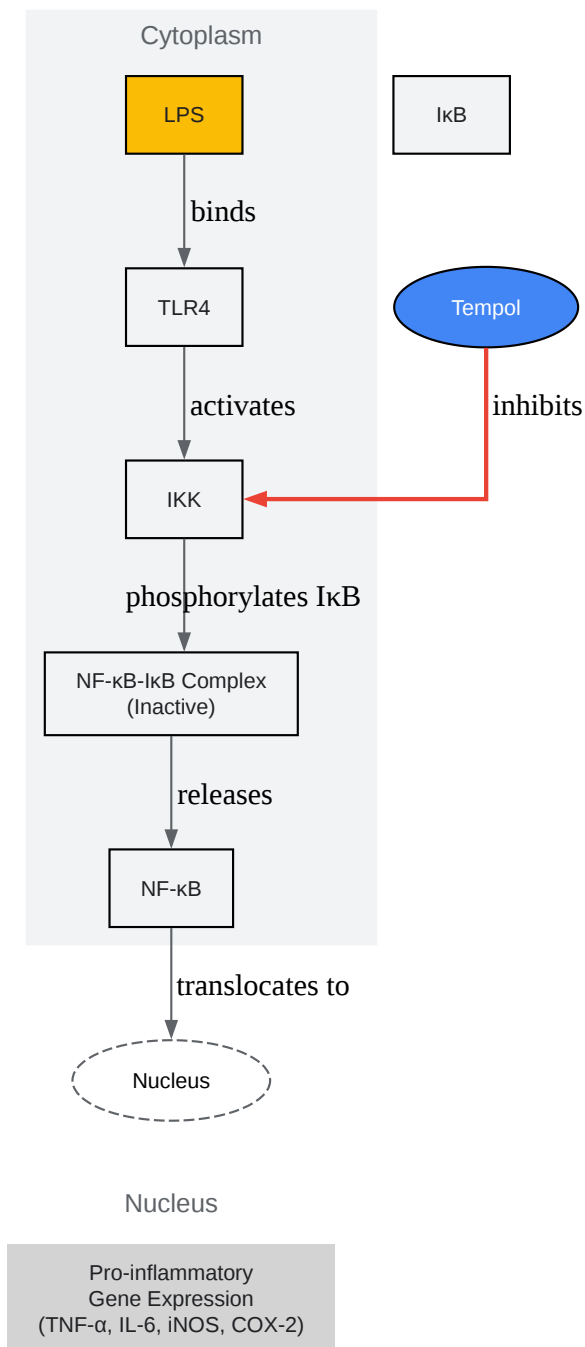 Cytoplasm
LPS
IκB
binds
TLR4
Tempol
activates
inhibits
IKK
phosphorylates IκB
NF-κB-IκB Complex
(Inactive)
releases
NF-κB
translocates to
Nucleus
Nucleus
Pro-inflammatory
Gene Expression
(TNF-α, IL-6, iNOS, COX-2)